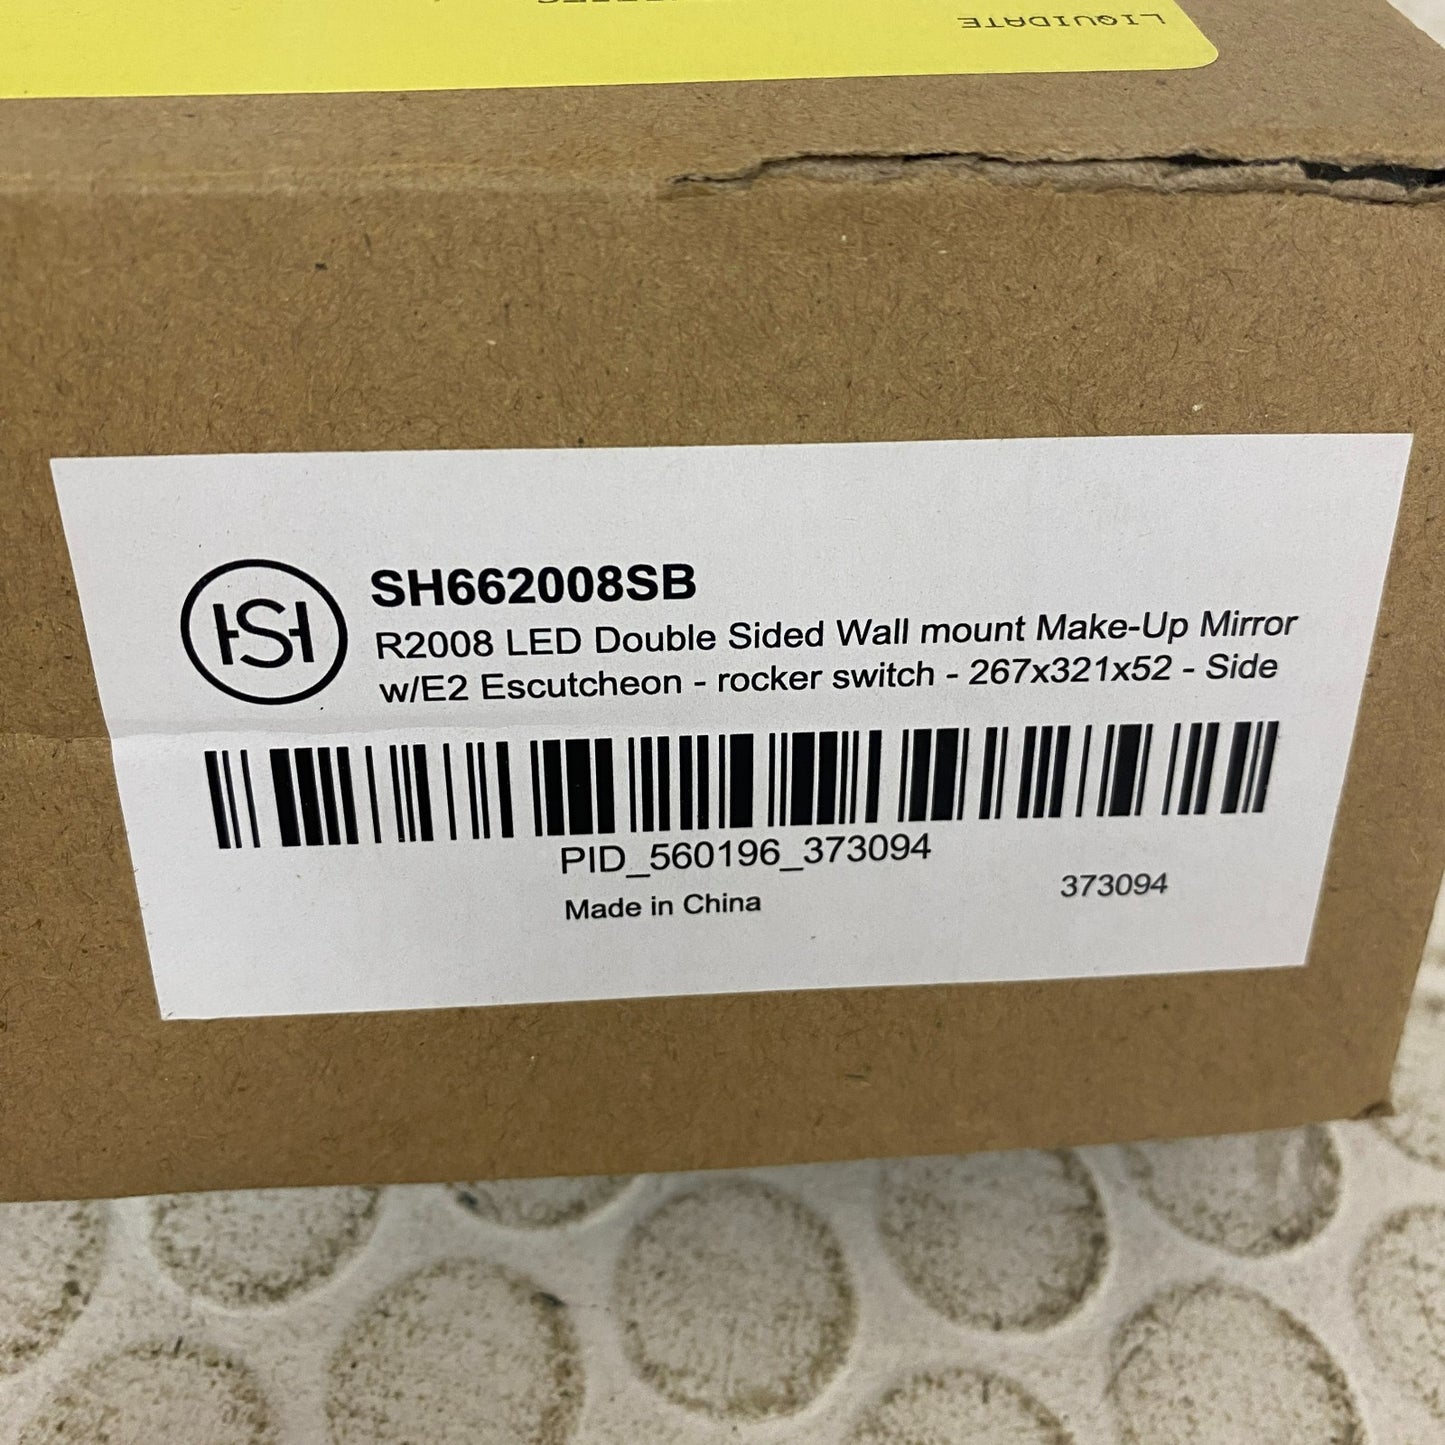 LIQUIDATE
HSH
SH662008SB
R2008 LED Double Sided Wall mount Make-Up Mirror
w/E2 Escutcheon - rocker switch - 267x321x52 - Side
PID_560196_373094
Made in China
373094